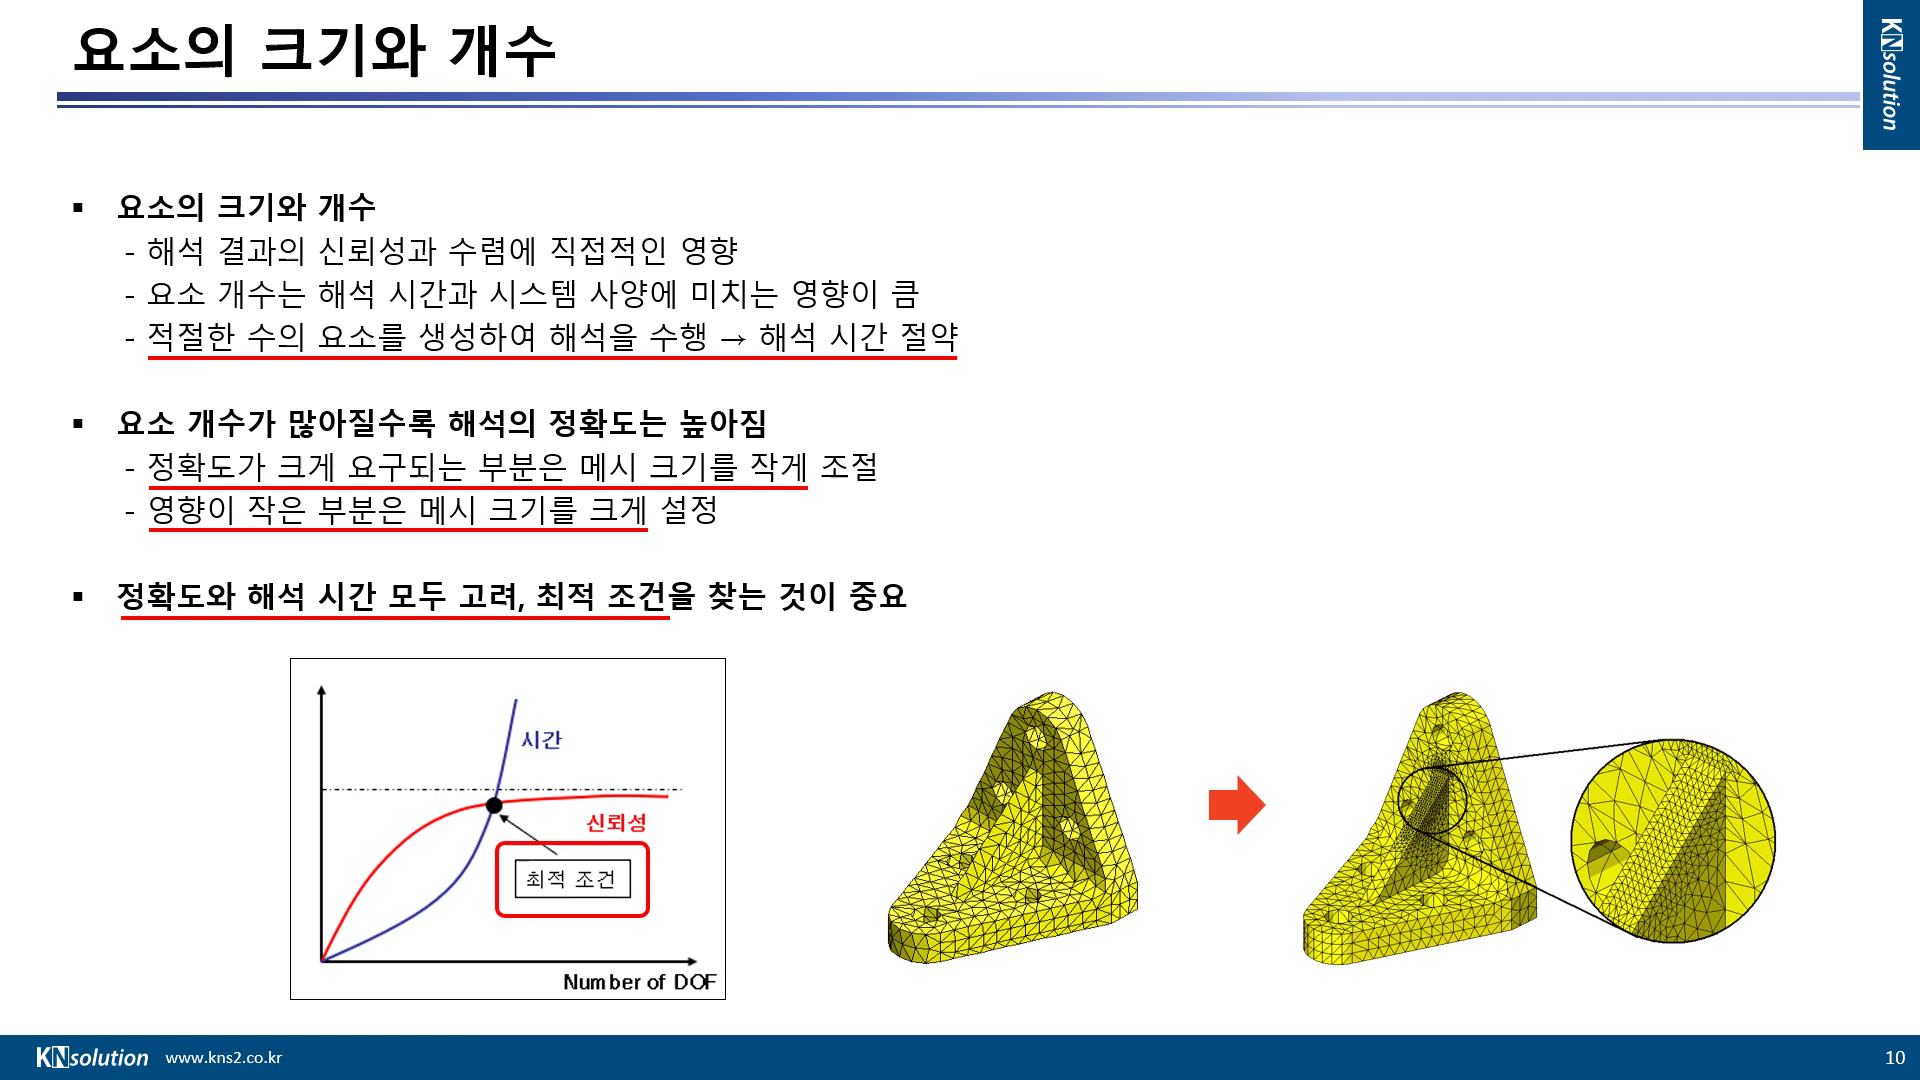 요소의 크기와 개수
KNsolution
▪ 요소의 크기와 개수
- 해석 결과의 신뢰성과 수렴에 직접적인 영향
- 요소 개수는 해석 시간과 시스템 사양에 미치는 영향이 큼
- 적절한 수의 요소를 생성하여 해석을 수행 → 해석 시간 절약
▪ 요소 개수가 많아질수록 해석의 정확도는 높아짐
- 정확도가 크게 요구되는 부분은 메시 크기를 작게 조절
- 영향이 작은 부분은 메시 크기를 크게 설정
▪ 정확도와 해석 시간 모두 고려, 최적 조건을 찾는 것이 중요
시간
신뢰성
최적 조건
Number of DOF
KNsolution www.kns2.co.kr
10